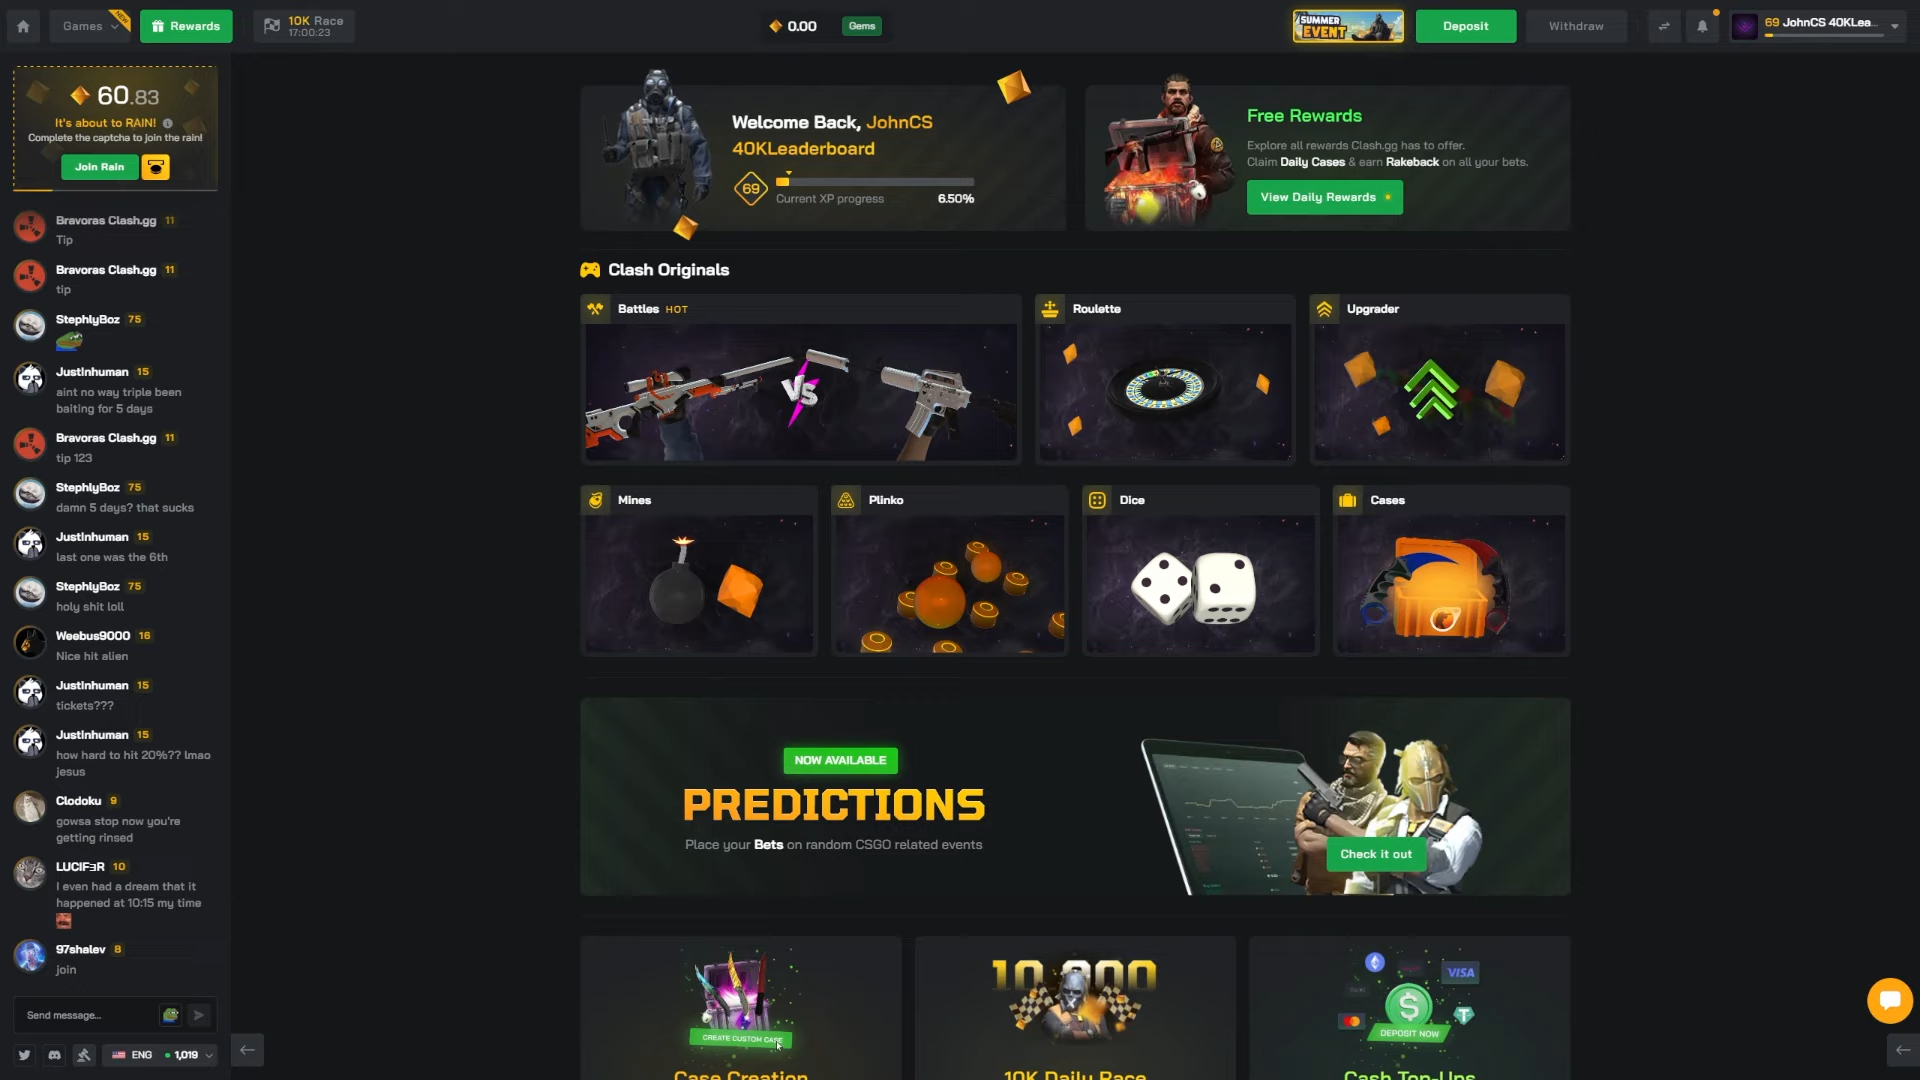 Games
NEW
Rewards
10K Race
17:00:23
0.00
Gems
SUMMER
EVENT
Deposit
Withdraw
69 JohnCS 40KLea...
60.83
It's about to RAIN!
Complete the captcha to join the rain!
Join Rain
Bravoras Clash.gg 11
Tip
Bravoras Clash.gg 11
tip
StephlyBoz 75
JustInhuman 15
aint no way triple been
baiting for 5 days
Bravoras Clash.gg 11
tip 123
StephlyBoz 75
damn 5 days? that sucks
JustInhuman 15
last one was the 6th
StephlyBoz 75
holy shit loll
Weebus9000 16
Nice hit alien
JustInhuman 15
tickets???
JustInhuman 15
how hard to hit 20%?? lmao
jesus
Clodoku 9
gowsa stop now you're
getting rinsed
LUCIFƎR 10
I even had a dream that it
happened at 10:15 my time
97shalev 8
join
Send message...
ENG
1,019
Welcome Back, JohnCS
40KLeaderboard
69
Current XP progress
6.50%
Free Rewards
Explore all rewards Clash.gg has to offer.
Claim Daily Cases & earn Rakeback on all your bets.
View Daily Rewards
Clash Originals
Battles HOT
Roulette
Upgrader
VS
Mines
Plinko
Dice
Cases
NOW AVAILABLE
PREDICTIONS
Place your Bets on random CSGO related events
Check it out
CREATE CUSTOM CASE
Case Creation
10,000
10K Daily Race
VISA
DEPOSIT NOW
Cash Top-Ups